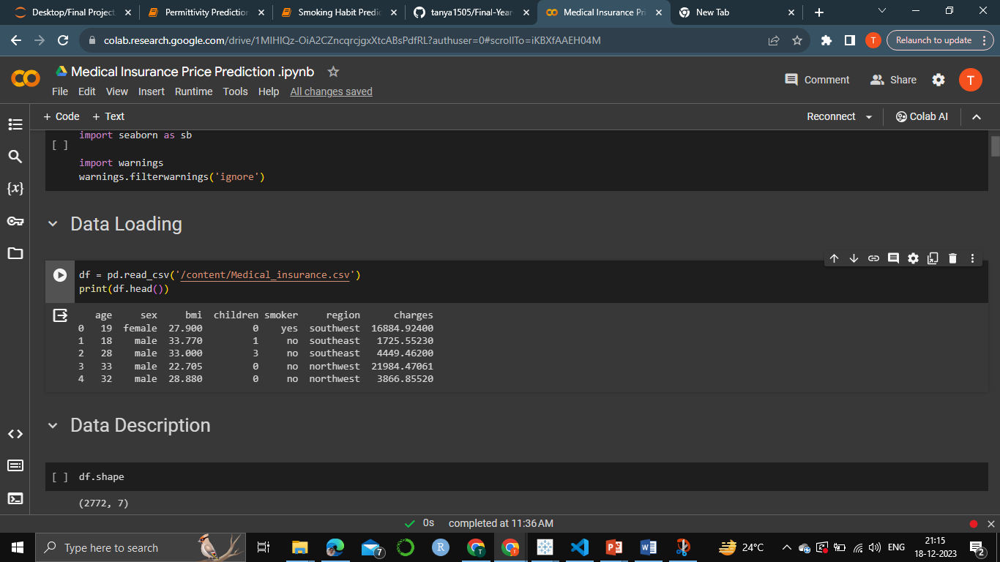 Desktop/Final Project
Permittivity Prediction
Smoking Habit Predic
tanya1505/Final-Year
Medical Insurance Pri
New Tab
colab.research.google.com/drive/1MIHIQz-OiA2CZncqrcjgxXtcABsPdfRL?authuser=0#scrollTo=iKBXfAAEH04M
T
Relaunch to update
Medical Insurance Price Prediction .ipynb
Comment
Share
T
File Edit View Insert Runtime Tools Help All changes saved
+ Code + Text
Reconnect
Colab AI
import seaborn as sb
[ ]
import warnings
warnings.filterwarnings('ignore')
{x}
Data Loading
df = pd.read_csv('/content/Medical_insurance.csv')
print(df.head())
age sex bmi children smoker region charges
0 19 female 27.900 0 yes southwest 16884.92400
1 18 male 33.770 1 no southeast 1725.55230
2 28 male 33.000 3 no southeast 4449.46200
3 33 male 22.705 0 no northwest 21984.47061
4 32 male 28.880 0 no northwest 3866.85520
Data Description
[ ] df.shape
(2772, 7)
0s completed at 11:36 AM
Type here to search
7
R
T
24°C
ENG
21:15
18-12-2023
2